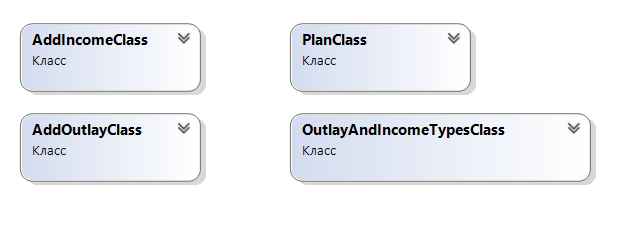 AddIncomeClass
Класс
PlanClass
Класс
AddOutlayClass
Класс
OutlayAndIncomeTypesClass
Класс